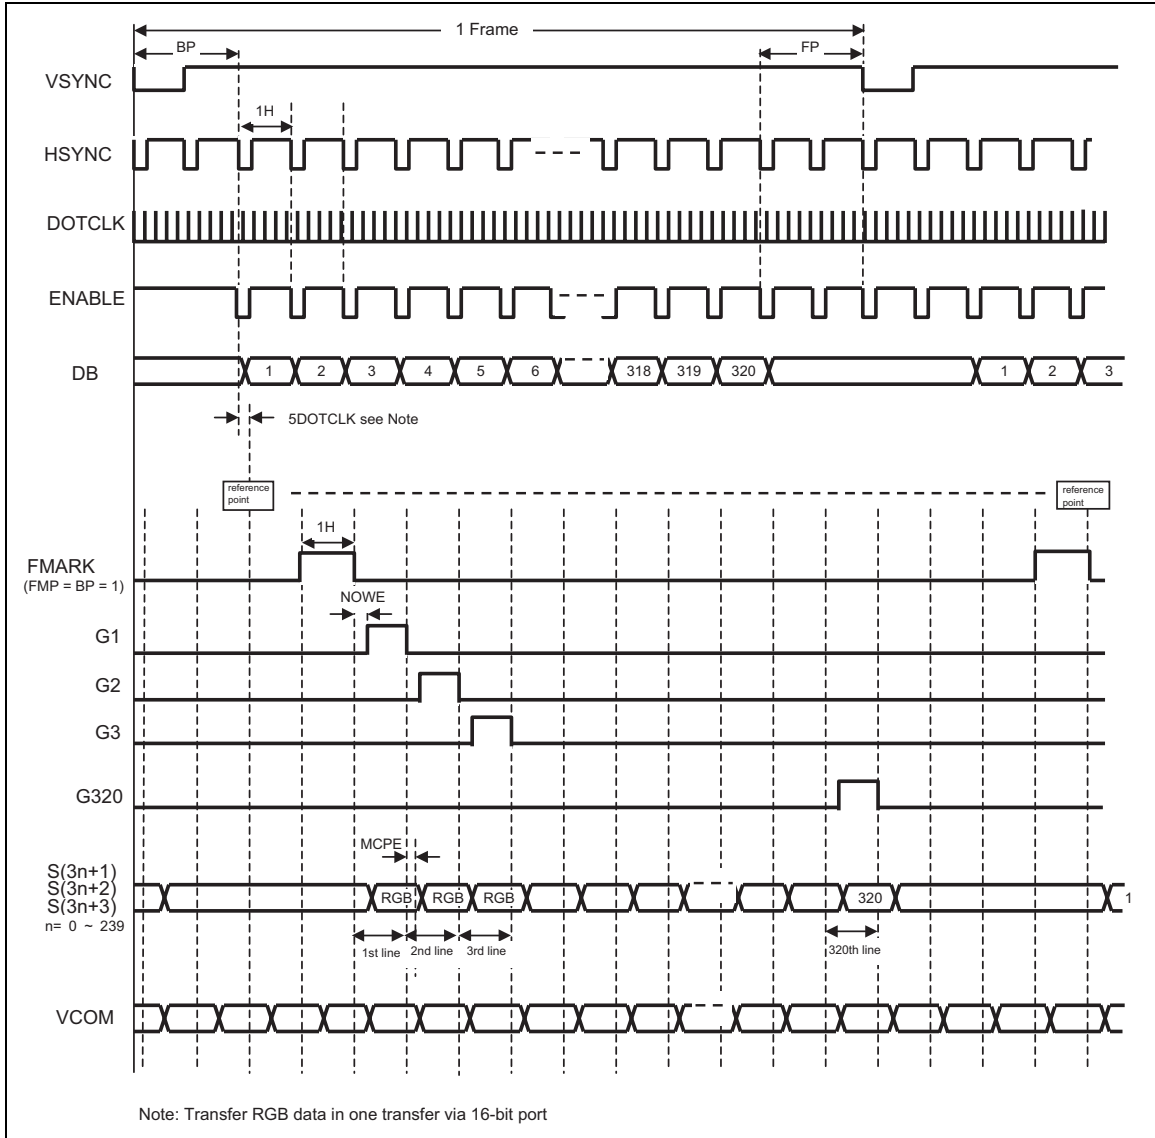 1 Frame
BP
FP
VSYNC
1H
HSYNC
DOTCLK
ENABLE
DB
1 2 3 4 5 6 318 319 320 1 2 3
5DOTCLK see Note
reference
point
reference
point
1H
FMARK
(FMP = BP = 1)
NOWE
G1
G2
G3
G320
MCPE
S(3n+1)
S(3n+2)
S(3n+3)
n= 0 ~ 239
RGB RGB RGB 320 1
1st line 2nd line 3rd line 320th line
VCOM
Note: Transfer RGB data in one transfer via 16-bit port